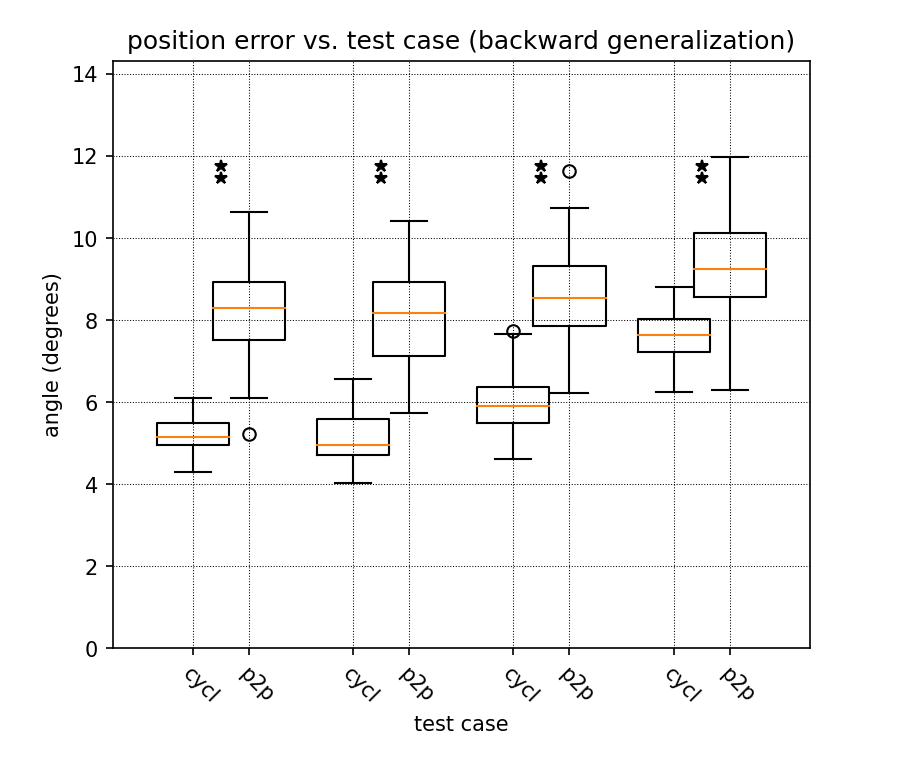 position error vs. test case (backward generalization)
14
12
10
8
6
4
2
0
angle (degrees)
cycl p2p cycl p2p cycl p2p cycl p2p
test case